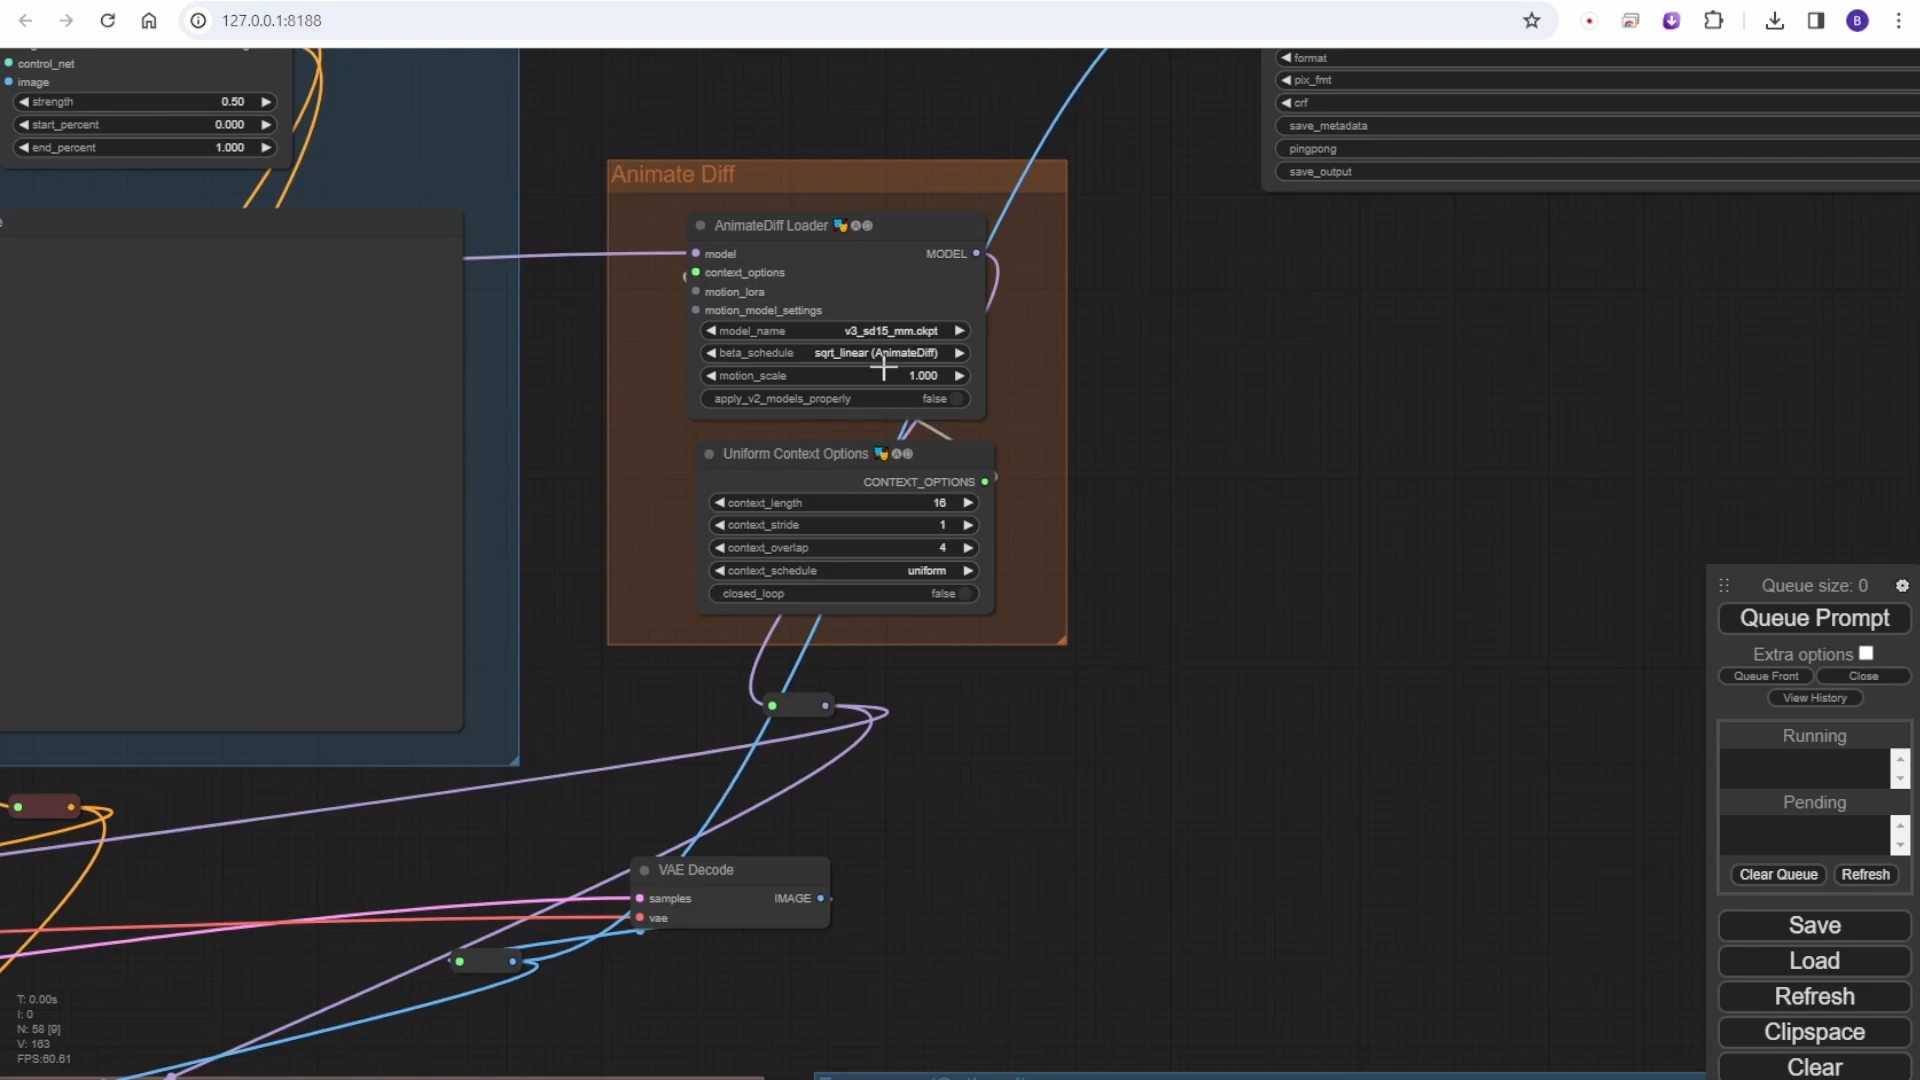 127.0.0.1:8188
B
control_net
image
strength 0.50
start_percent 0.000
end_percent 1.000
format
pix_fmt
crf
save_metadata
pingpong
save_output
Animate Diff
AnimateDiff Loader 🎭🅐🅓
model MODEL
context_options
motion_lora
motion_model_settings
model_name v3_sd15_mm.ckpt
beta_schedule sqrt_linear (AnimateDiff)
motion_scale 1.000
apply_v2_models_properly false
Uniform Context Options 🎭🅐🅓
CONTEXT_OPTIONS
context_length 16
context_stride 1
context_overlap 4
context_schedule uniform
closed_loop false
VAE Decode
samples IMAGE
vae
T: 0.00s
I: 0
N: 58 [9]
V: 163
FPS:60.61
Queue size: 0
Queue Prompt
Extra options
Queue Front Close
View History
Running
Pending
Clear Queue Refresh
Save
Load
Refresh
Clipspace
Clear